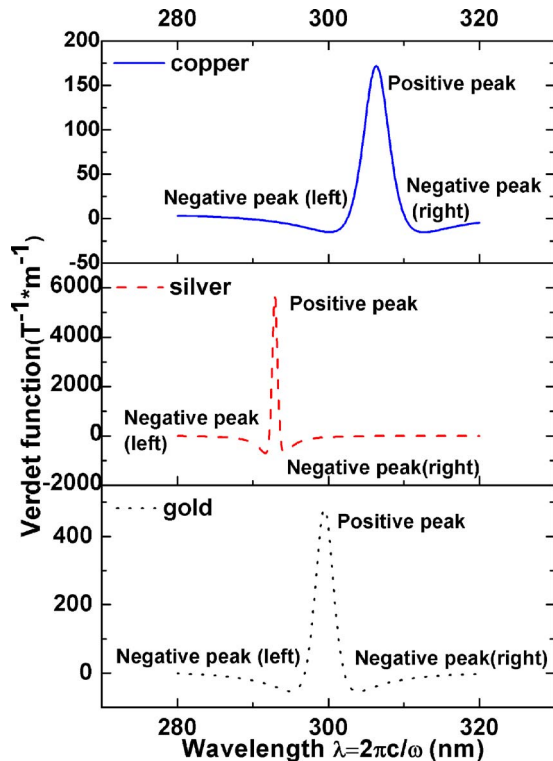 280 300 320
200
150
100
50
0
-50
copper
Positive peak
Negative peak (left)
Negative peak
(right)
6000
4000
2000
0
-2000
silver
Positive peak
Negative peak
(left)
Negative peak(right)
400
200
0
gold
Positive peak
Negative peak (left)
Negative peak(right)
Verdet function(T⁻¹*m⁻¹)
280 300 320
Wavelength λ=2πc/ω (nm)